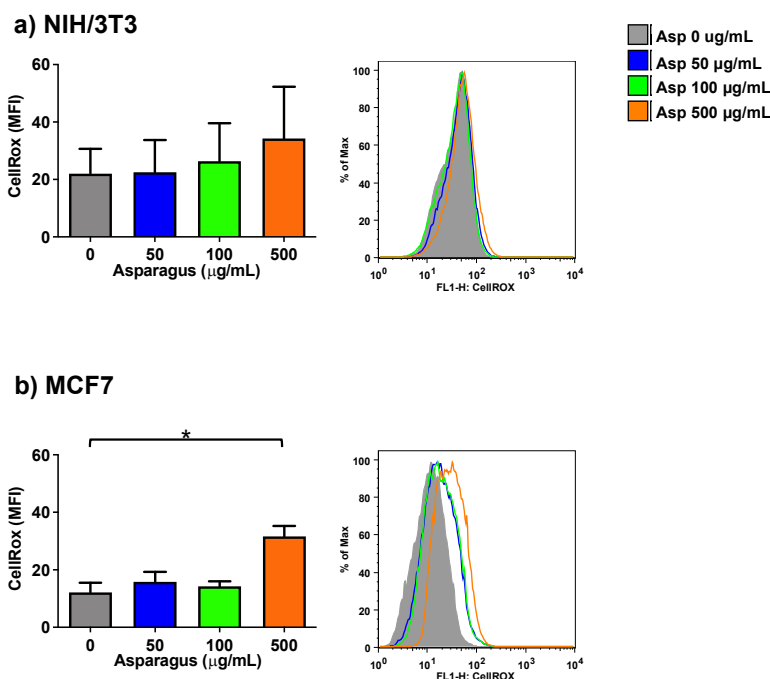 a) NIH/3T3
Asp 0 ug/mL
Asp 50 µg/mL
Asp 100 µg/mL
Asp 500 µg/mL
CellRox (MFI)
60
40
20
0
0 50 100 500
Asparagus (µg/mL)
% of Max
100
80
60
40
20
0
10⁰ 10¹ 10² 10³ 10⁴
FL1-H: CellROX
b) MCF7
*
CellRox (MFI)
60
40
20
0
0 50 100 500
Asparagus (µg/mL)
% of Max
100
80
60
40
20
0
10⁰ 10¹ 10² 10³ 10⁴
FL1-H: CellROX